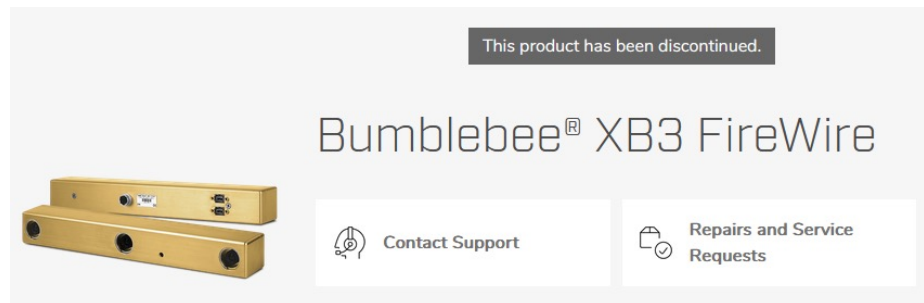 This product has been discontinued.
Bumblebee® XB3 FireWire
Contact Support
Repairs and Service
Requests